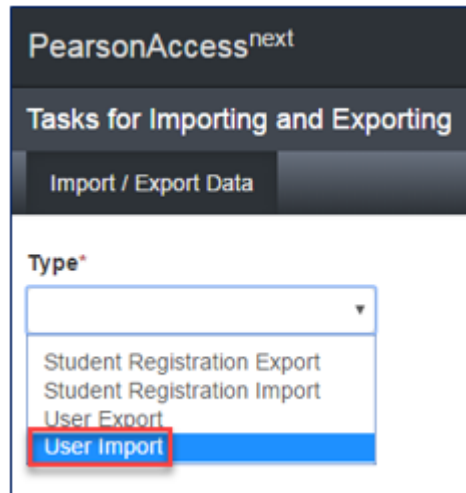 PearsonAccessnext
Tasks for Importing and Exporting
Import / Export Data
Type*
Student Registration Export
Student Registration Import
User Export
User Import